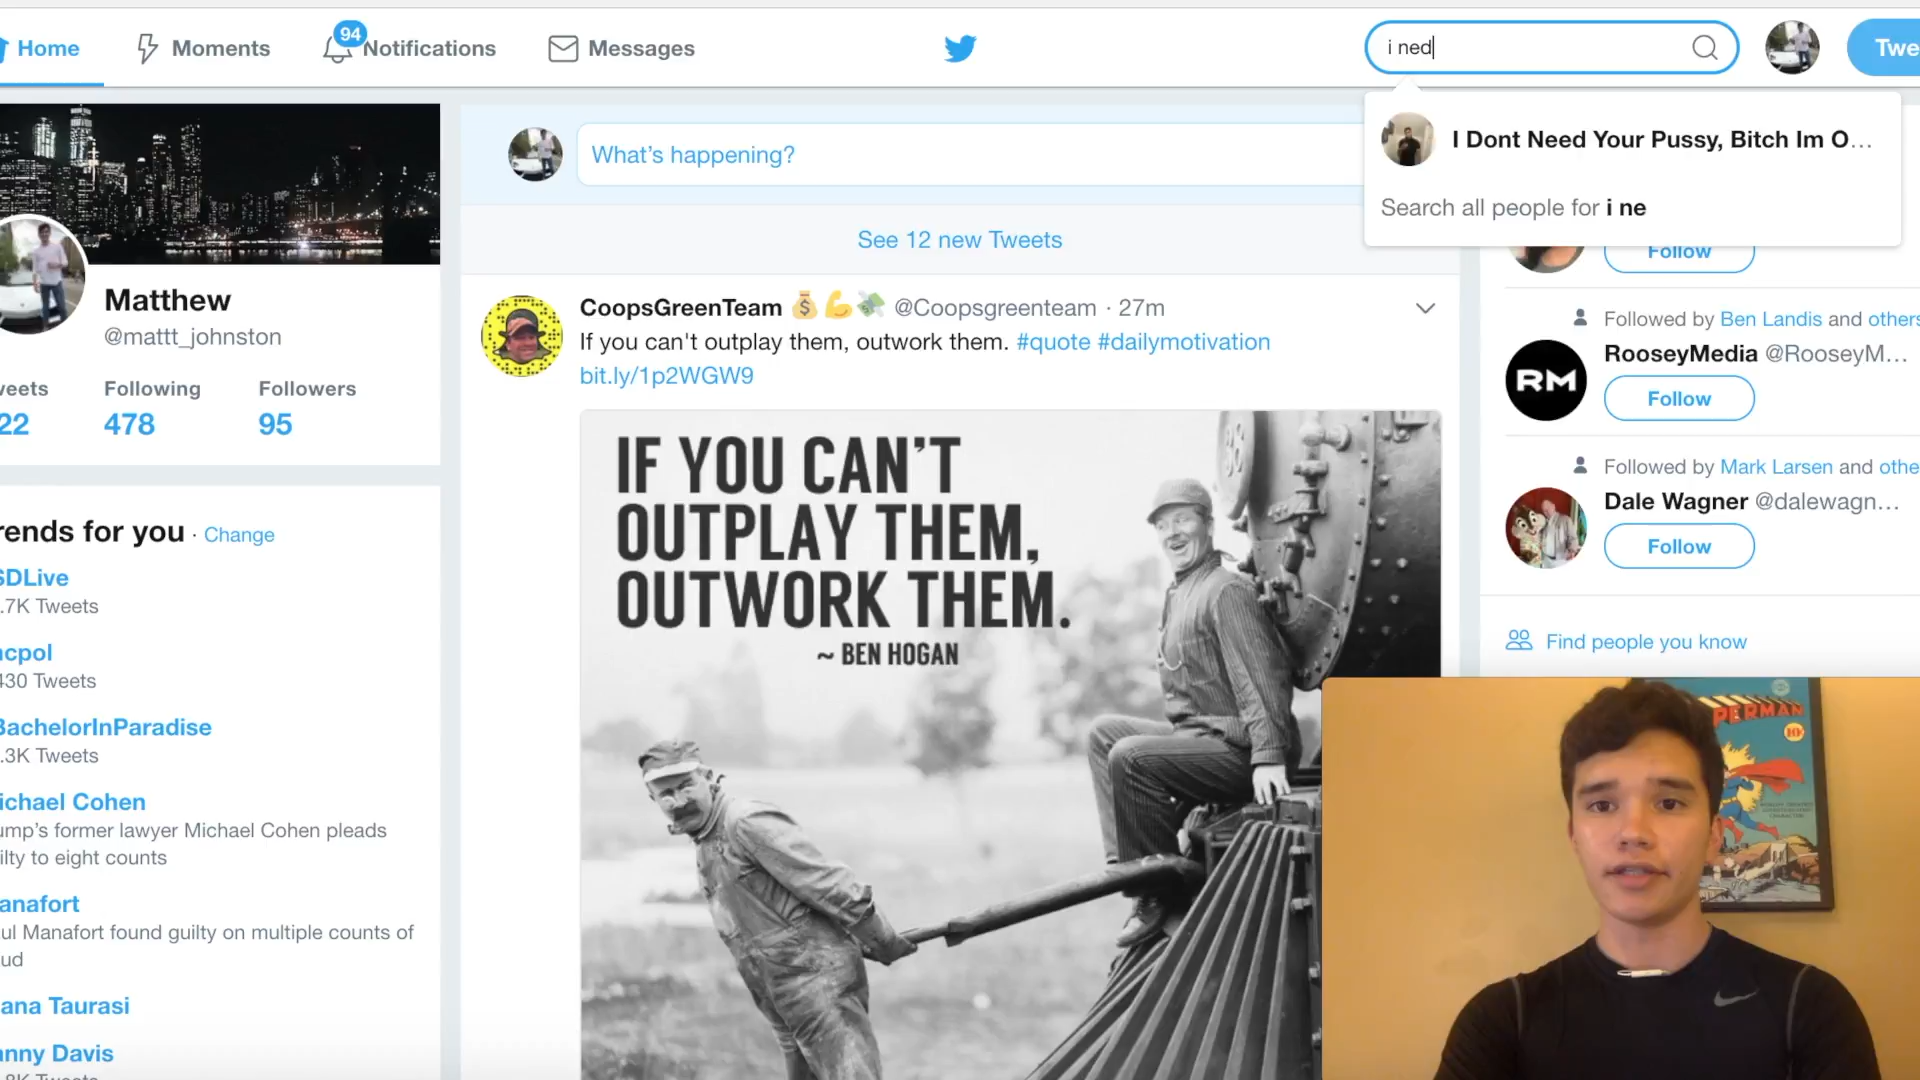 Home
Moments
94
Notifications
Messages
i ned
Twe
I Dont Need Your Pussy, Bitch Im O…
Search all people for i ne
What's happening?
See 12 new Tweets
Matthew
@mattt_johnston
weets
Following
Followers
22
478
95
CoopsGreenTeam @Coopsgreenteam · 27m
If you can't outplay them, outwork them. #quote #dailymotivation
bit.ly/1p2WGW9
IF YOU CAN'T
OUTPLAY THEM,
OUTWORK THEM.
~ BEN HOGAN
Follow
Followed by Ben Landis and others
RooseyMedia @RooseyM…
RM
Follow
Followed by Mark Larsen and othe
Dale Wagner @dalewagn…
Follow
Find people you know
rends for you · Change
SDLive
.7K Tweets
cpol
430 Tweets
BachelorInParadise
.3K Tweets
ichael Cohen
ump's former lawyer Michael Cohen pleads
ilty to eight counts
anafort
ul Manafort found guilty on multiple counts of
ud
ana Taurasi
nny Davis
PERMAN
10¢